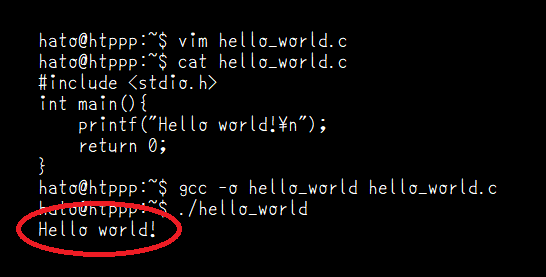 hato@htppp:~$ vim hello_world.c
hato@htppp:~$ cat hello_world.c
#include <stdio.h>
int main(){
    printf("Hello world!¥n");
    return 0;
}
hato@htppp:~$ gcc -o hello_world hello_world.c
hato@htppp:~$ ./hello_world
Hello world!